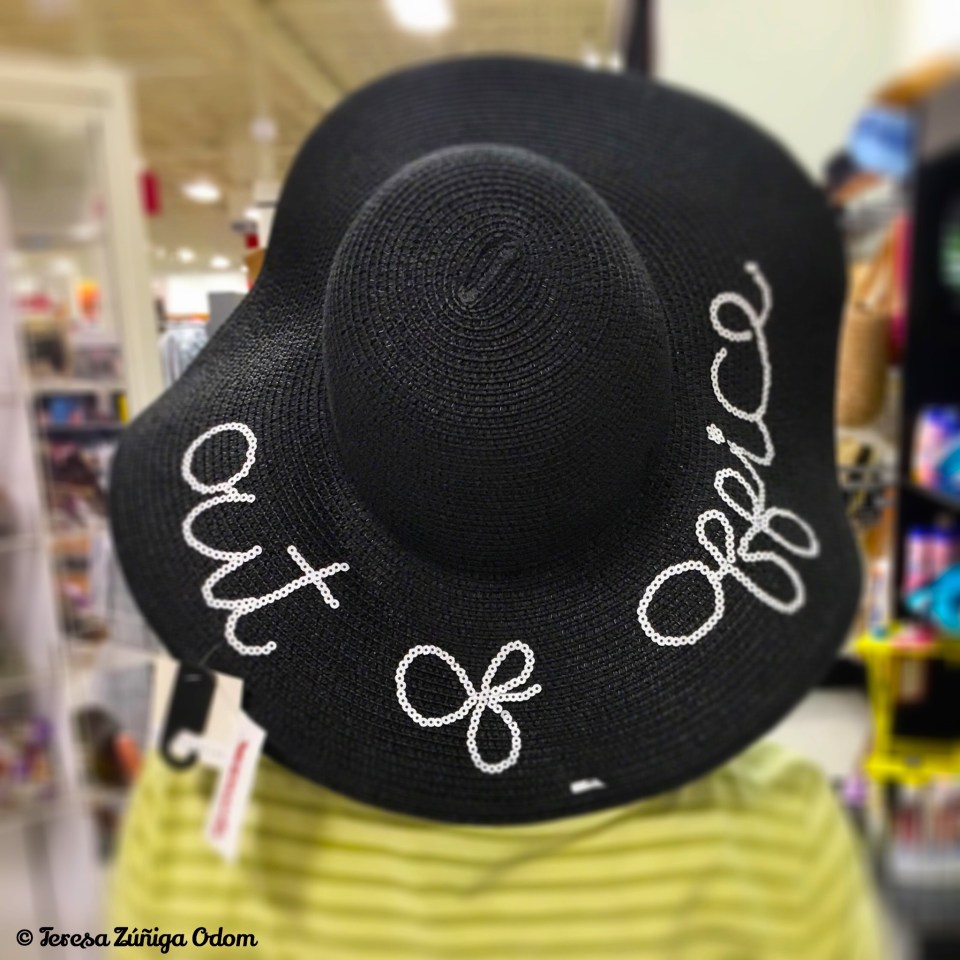 out of office
© Teresa Zúñiga Odom